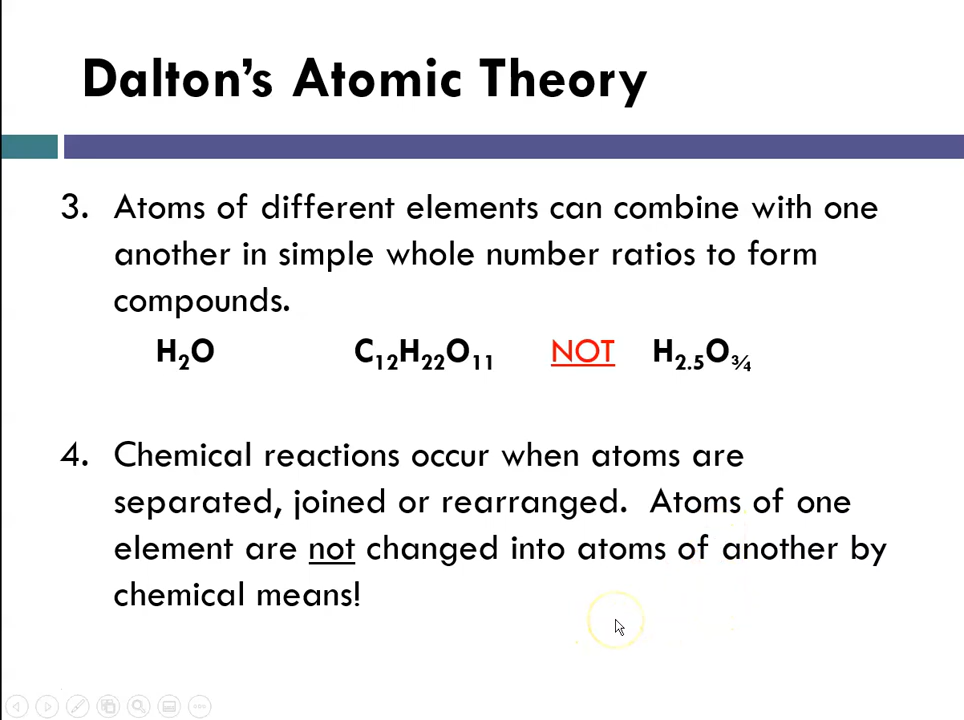 Dalton’s Atomic Theory
3. Atoms of different elements can combine with one
another in simple whole number ratios to form
compounds.
H₂O C₁₂H₂₂O₁₁ NOT H₂.₅O¾
4. Chemical reactions occur when atoms are
separated, joined or rearranged. Atoms of one
element are not changed into atoms of another by
chemical means!